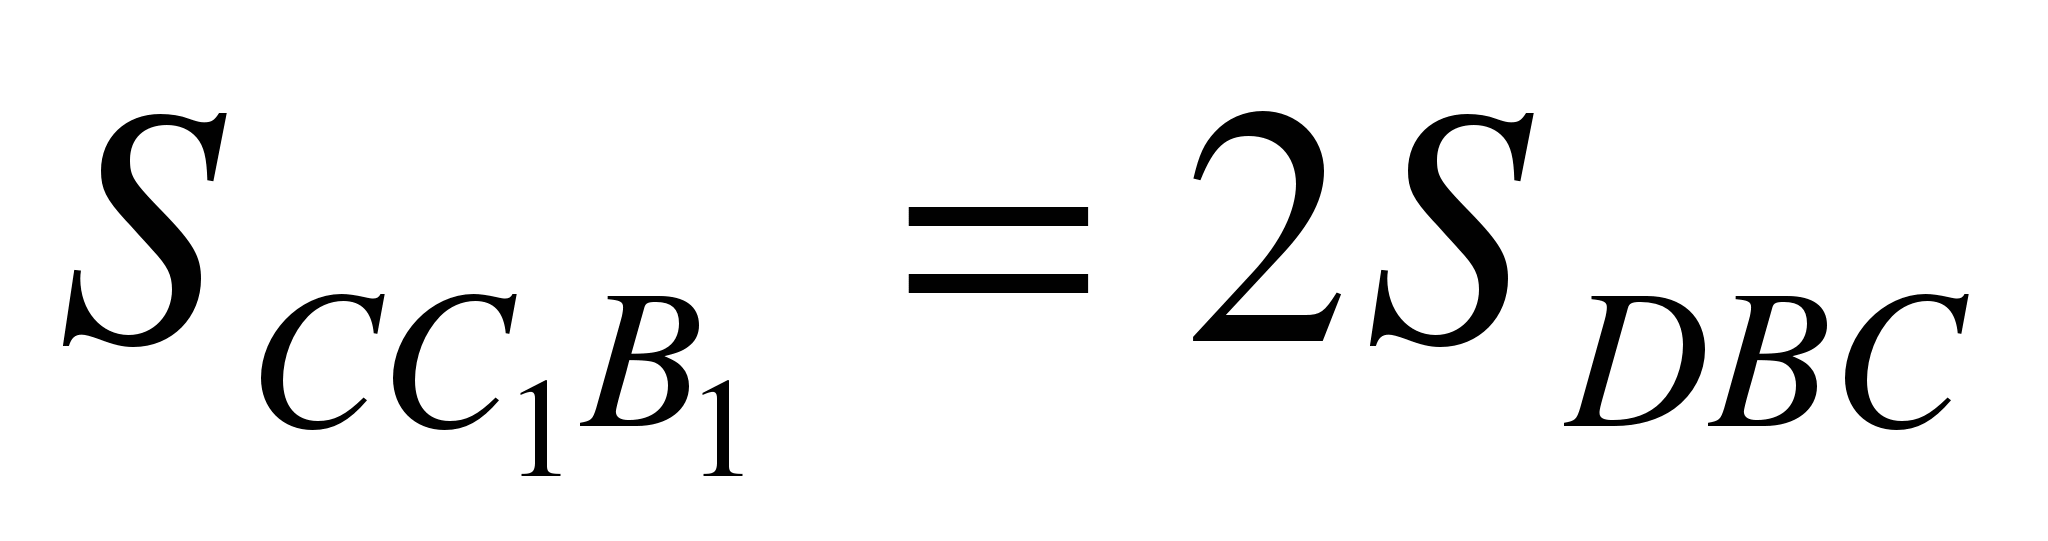 S_{CC_1B_1} = 2S_{DBC}